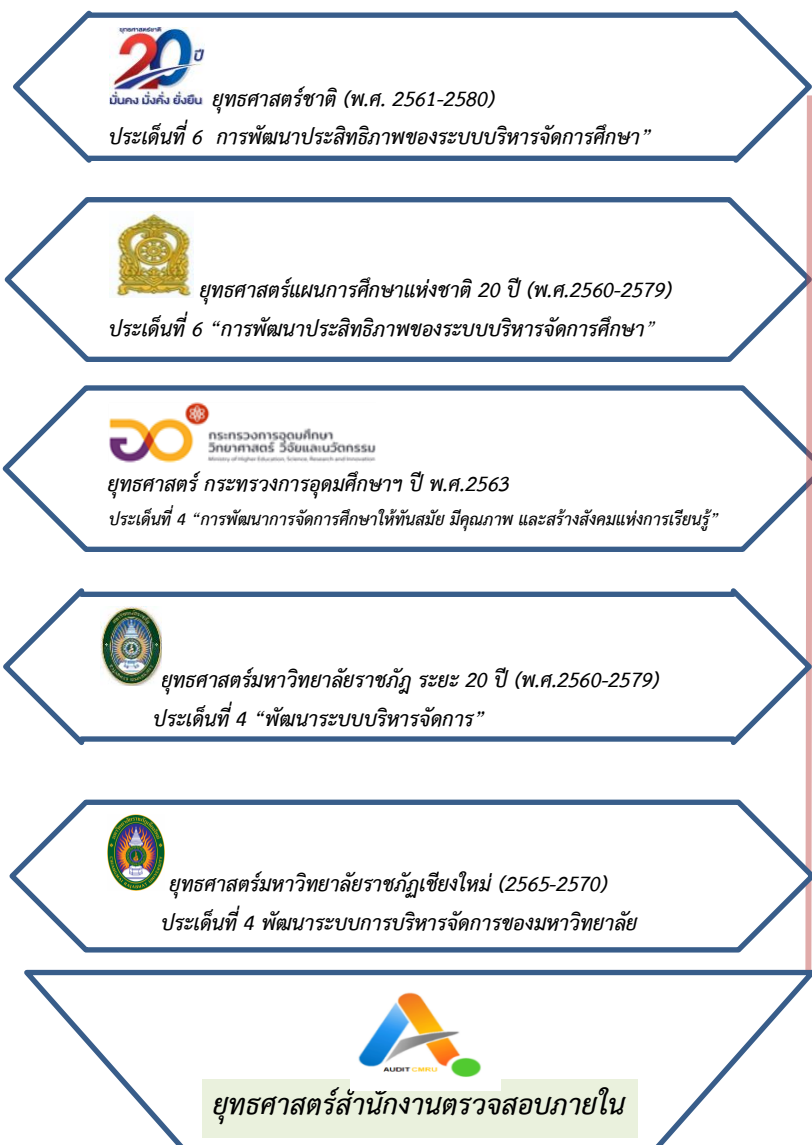 ยุทธศาสตร์ชาติ
20 ปี
มั่นคง มั่งคั่ง ยั่งยืน ยุทธศาสตร์ชาติ (พ.ศ. 2561-2580)
ประเด็นที่ 6 การพัฒนาประสิทธิภาพของระบบบริหารจัดการศึกษา”
ยุทธศาสตร์แผนการศึกษาแห่งชาติ 20 ปี (พ.ศ.2560-2579)
ประเด็นที่ 6 “การพัฒนาประสิทธิภาพของระบบบริหารจัดการศึกษา”
กระทรวงการอุดมศึกษา
วิทยาศาสตร์ วิจัยและนวัตกรรม
Ministry of Higher Education, Science, Research and Innovation
ยุทธศาสตร์ กระทรวงการอุดมศึกษาฯ ปี พ.ศ.2563
ประเด็นที่ 4 “การพัฒนาการจัดการศึกษาให้ทันสมัย มีคุณภาพ และสร้างสังคมแห่งการเรียนรู้”
ยุทธศาสตร์มหาวิทยาลัยราชภัฏ ระยะ 20 ปี (พ.ศ.2560-2579)
ประเด็นที่ 4 “พัฒนาระบบบริหารจัดการ”
ยุทธศาสตร์มหาวิทยาลัยราชภัฏเชียงใหม่ (2565-2570)
ประเด็นที่ 4 พัฒนาระบบการบริหารจัดการของมหาวิทยาลัย
AUDIT CMRU
ยุทธศาสตร์สำนักงานตรวจสอบภายใน